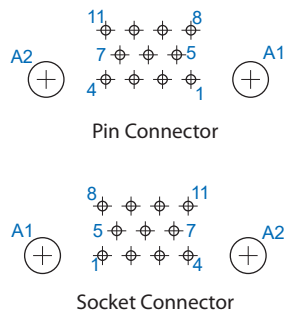 11 8
A2 7 5 A1
4 1
Pin Connector
8 11
A1 5 7 A2
1 4
Socket Connector